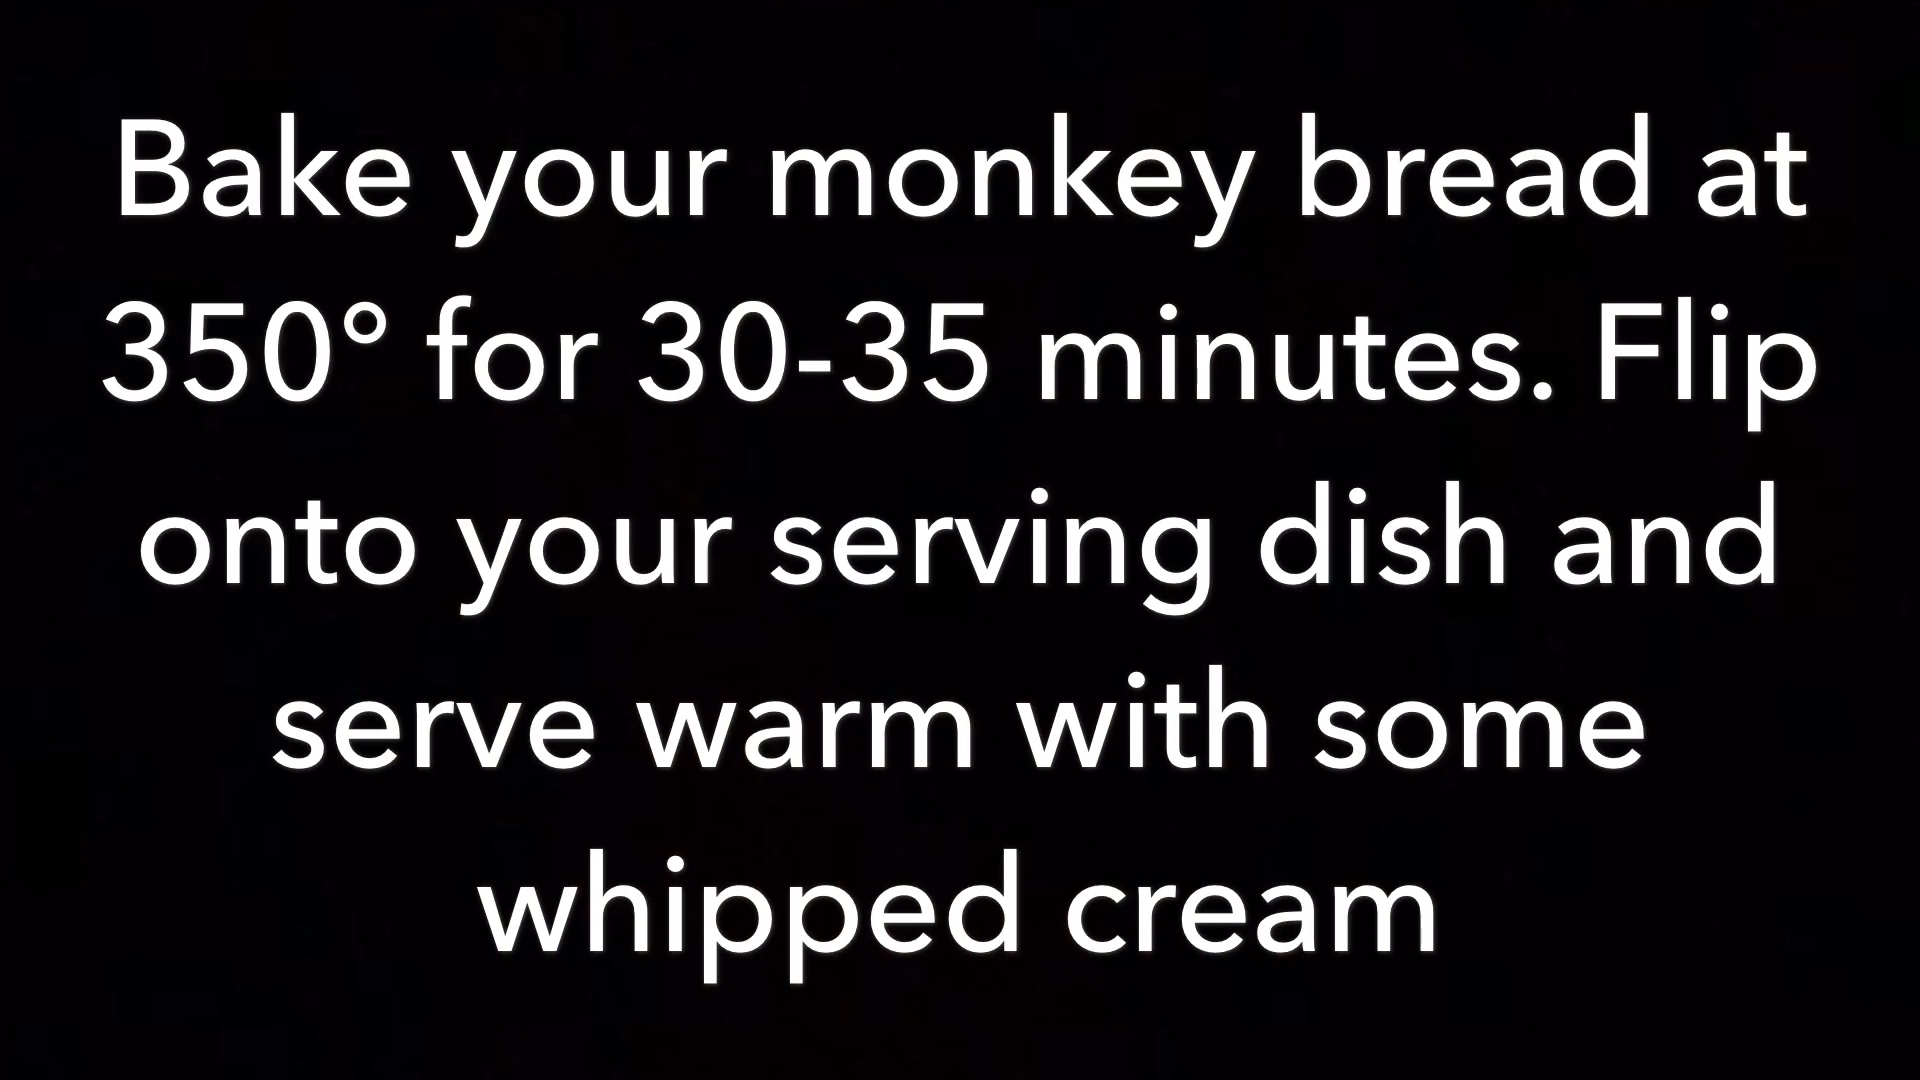 Bake your monkey bread at
350° for 30-35 minutes. Flip
onto your serving dish and
serve warm with some
whipped cream